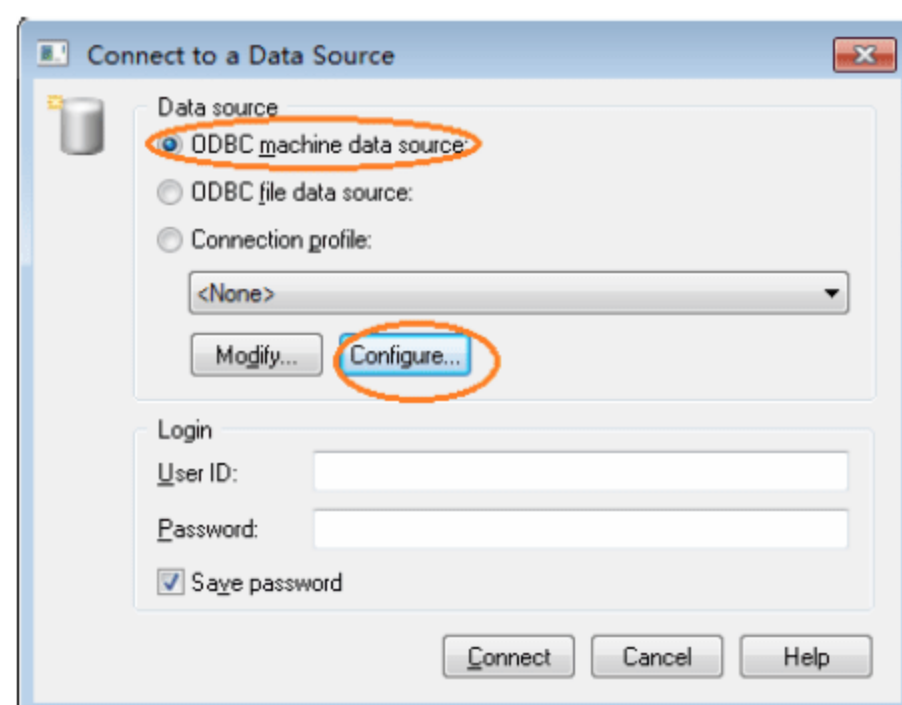 Connect to a Data Source
Data source
ODBC machine data source:
ODBC file data source:
Connection profile:
<None>
Modify... Configure...
Login
User ID:
Password:
Save password
Connect Cancel Help